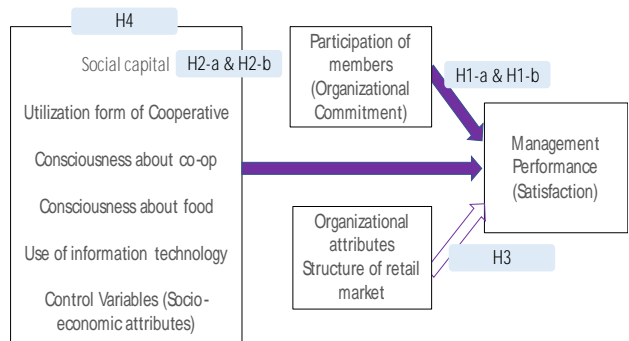 H4
Social capital
H2-a & H2-b
Utilization form of Cooperative
Consciousness about co-op
Consciousness about food
Use of information technology
Control Variables (Socio-
economic attributes)
Participation of
members
(Organizational
Commitment)
H1-a & H1-b
Organizational
attributes
Structure of retail
market
H3
Management
Performance
(Satisfaction)